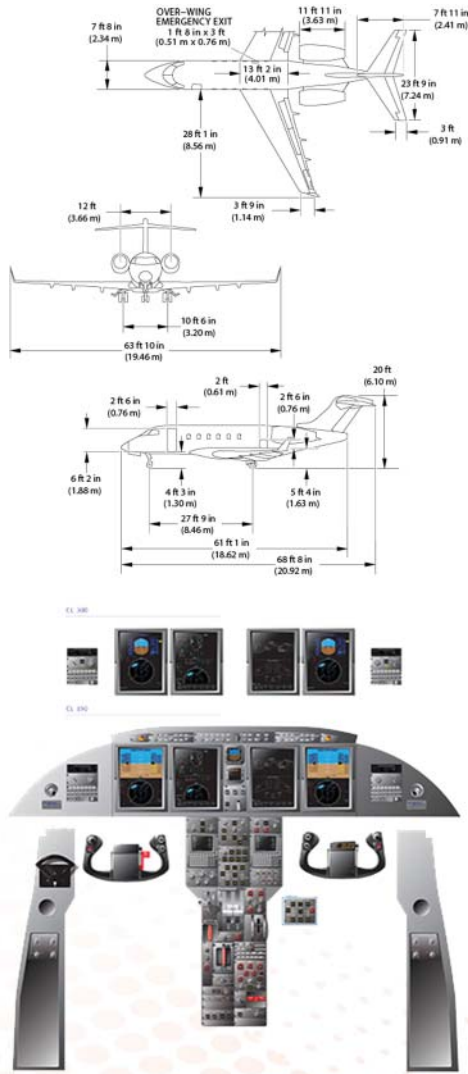 7 ft 8 in
(2.34 m)
OVER–WING
EMERGENCY EXIT
1 ft 8 in x 3 ft
(0.51 m x 0.76 m)
11 ft 11 in
(3.63 m)
7 ft 11 in
(2.41 m)
13 ft 2 in
(4.01 m)
23 ft 9 in
(7.24 m)
28 ft 1 in
(8.56 m)
3 ft
(0.91 m)
3 ft 9 in
(1.14 m)
12 ft
(3.66 m)
10 ft 6 in
(3.20 m)
63 ft 10 in
(19.46 m)
2 ft
(0.61 m)
20 ft
(6.10 m)
2 ft 6 in
(0.76 m)
2 ft 6 in
(0.76 m)
6 ft 2 in
(1.88 m)
4 ft 3 in
(1.30 m)
5 ft 4 in
(1.63 m)
27 ft 9 in
(8.46 m)
61 ft 1 in
(18.62 m)
68 ft 8 in
(20.92 m)
CL 300
CL 350